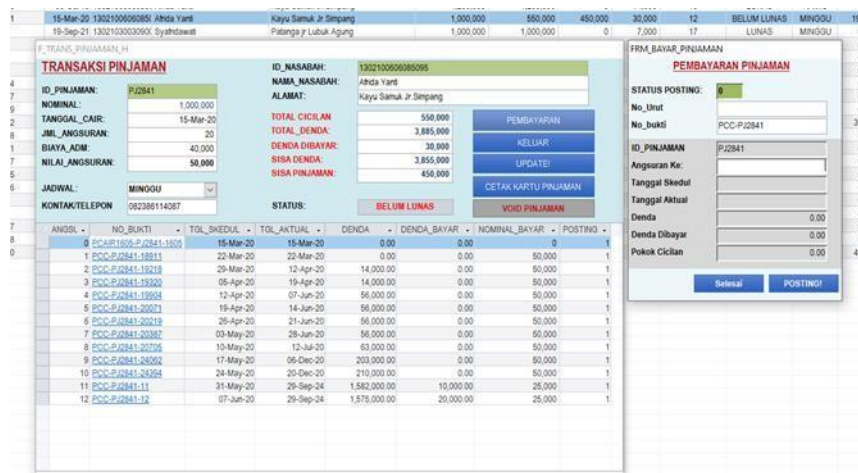 15-Mar-20 130210060608509 Afrida Yanti Kayu Samuk Jr.Simpang 1,000,000 550,000 450,000 30,000 12 BELUM LUNAS MINGGU
19-Sep-21 Syafridawati Patanga jr Lubuk Agung 1,000,000 1,000,000 0 7,000 17 LUNAS MINGGU
F_TRANS_PINJAMAN_H
TRANSAKSI PINJAMAN
ID_PINJAMAN: PJ2841
NOMINAL: 1,000,000
TANGGAL_CAIR: 15-Mar-20
JML_ANGSURAN: 20
BIAYA_ADM: 40,000
NILAI_ANGSURAN: 50,000
JADWAL: MINGGU
KONTAK/TELEPON 082386114087
ID_NASABAH: 1302100606085095
NAMA_NASABAH: Afrida Yanti
ALAMAT: Kayu Samuk Jr.Simpang
TOTAL CICILAN 550,000
TOTAL_DENDA: 3,885,000
DENDA DIBAYAR: 30,000
SISA DENDA: 3,855,000
SISA PINJAMAN: 450,000
STATUS: BELUM LUNAS
PEMBAYARAN
KELUAR
UPDATE!
CETAK KARTU PINJAMAN
VOID PINJAMAN
ANGSL NO_BUKTI TGL_SKEDUL TGL_AKTUAL DENDA DENDA_BAYAR NOMINAL_BAYAR POSTING
0 PCAIR1605-PJ2841-1605 15-Mar-20 15-Mar-20 0.00 0.00 0 1
1 PCC-PJ2841-18911 22-Mar-20 22-Mar-20 0.00 0.00 50,000 1
2 PCC-PJ2841-19218 29-Mar-20 12-Apr-20 14,000.00 0.00 50,000 1
3 PCC-PJ2841-19320 05-Apr-20 19-Apr-20 14,000.00 0.00 50,000 1
4 PCC-PJ2841-19904 12-Apr-20 07-Jun-20 56,000.00 0.00 50,000 1
5 PCC-PJ2841-20071 19-Apr-20 14-Jun-20 56,000.00 0.00 50,000 1
6 PCC-PJ2841-20219 26-Apr-20 21-Jun-20 56,000.00 0.00 50,000 1
7 PCC-PJ2841-20387 03-May-20 28-Jun-20 56,000.00 0.00 50,000 1
8 PCC-PJ2841-20705 10-May-20 12-Jul-20 63,000.00 0.00 50,000 1
9 PCC-PJ2841-24062 17-May-20 06-Dec-20 203,000.00 0.00 50,000 1
10 PCC-PJ2841-24394 24-May-20 20-Dec-20 210,000.00 0.00 50,000 1
11 PCC-PJ2841-11 31-May-20 29-Sep-24 1,582,000.00 10,000.00 25,000 1
12 PCC-PJ2841-12 07-Jun-20 29-Sep-24 1,575,000.00 20,000.00 25,000 1
FRM_BAYAR_PINJAMAN
PEMBAYARAN PINJAMAN
STATUS POSTING: 0
No_Urut
No_bukti PCC-PJ2841
ID_PINJAMAN PJ2841
Angsuran Ke:
Tanggal Skedul
Tanggal Aktual
Denda 0.00
Denda Dibayar 0.00
Pokok Cicilan 0.00
Selesai POSTING!